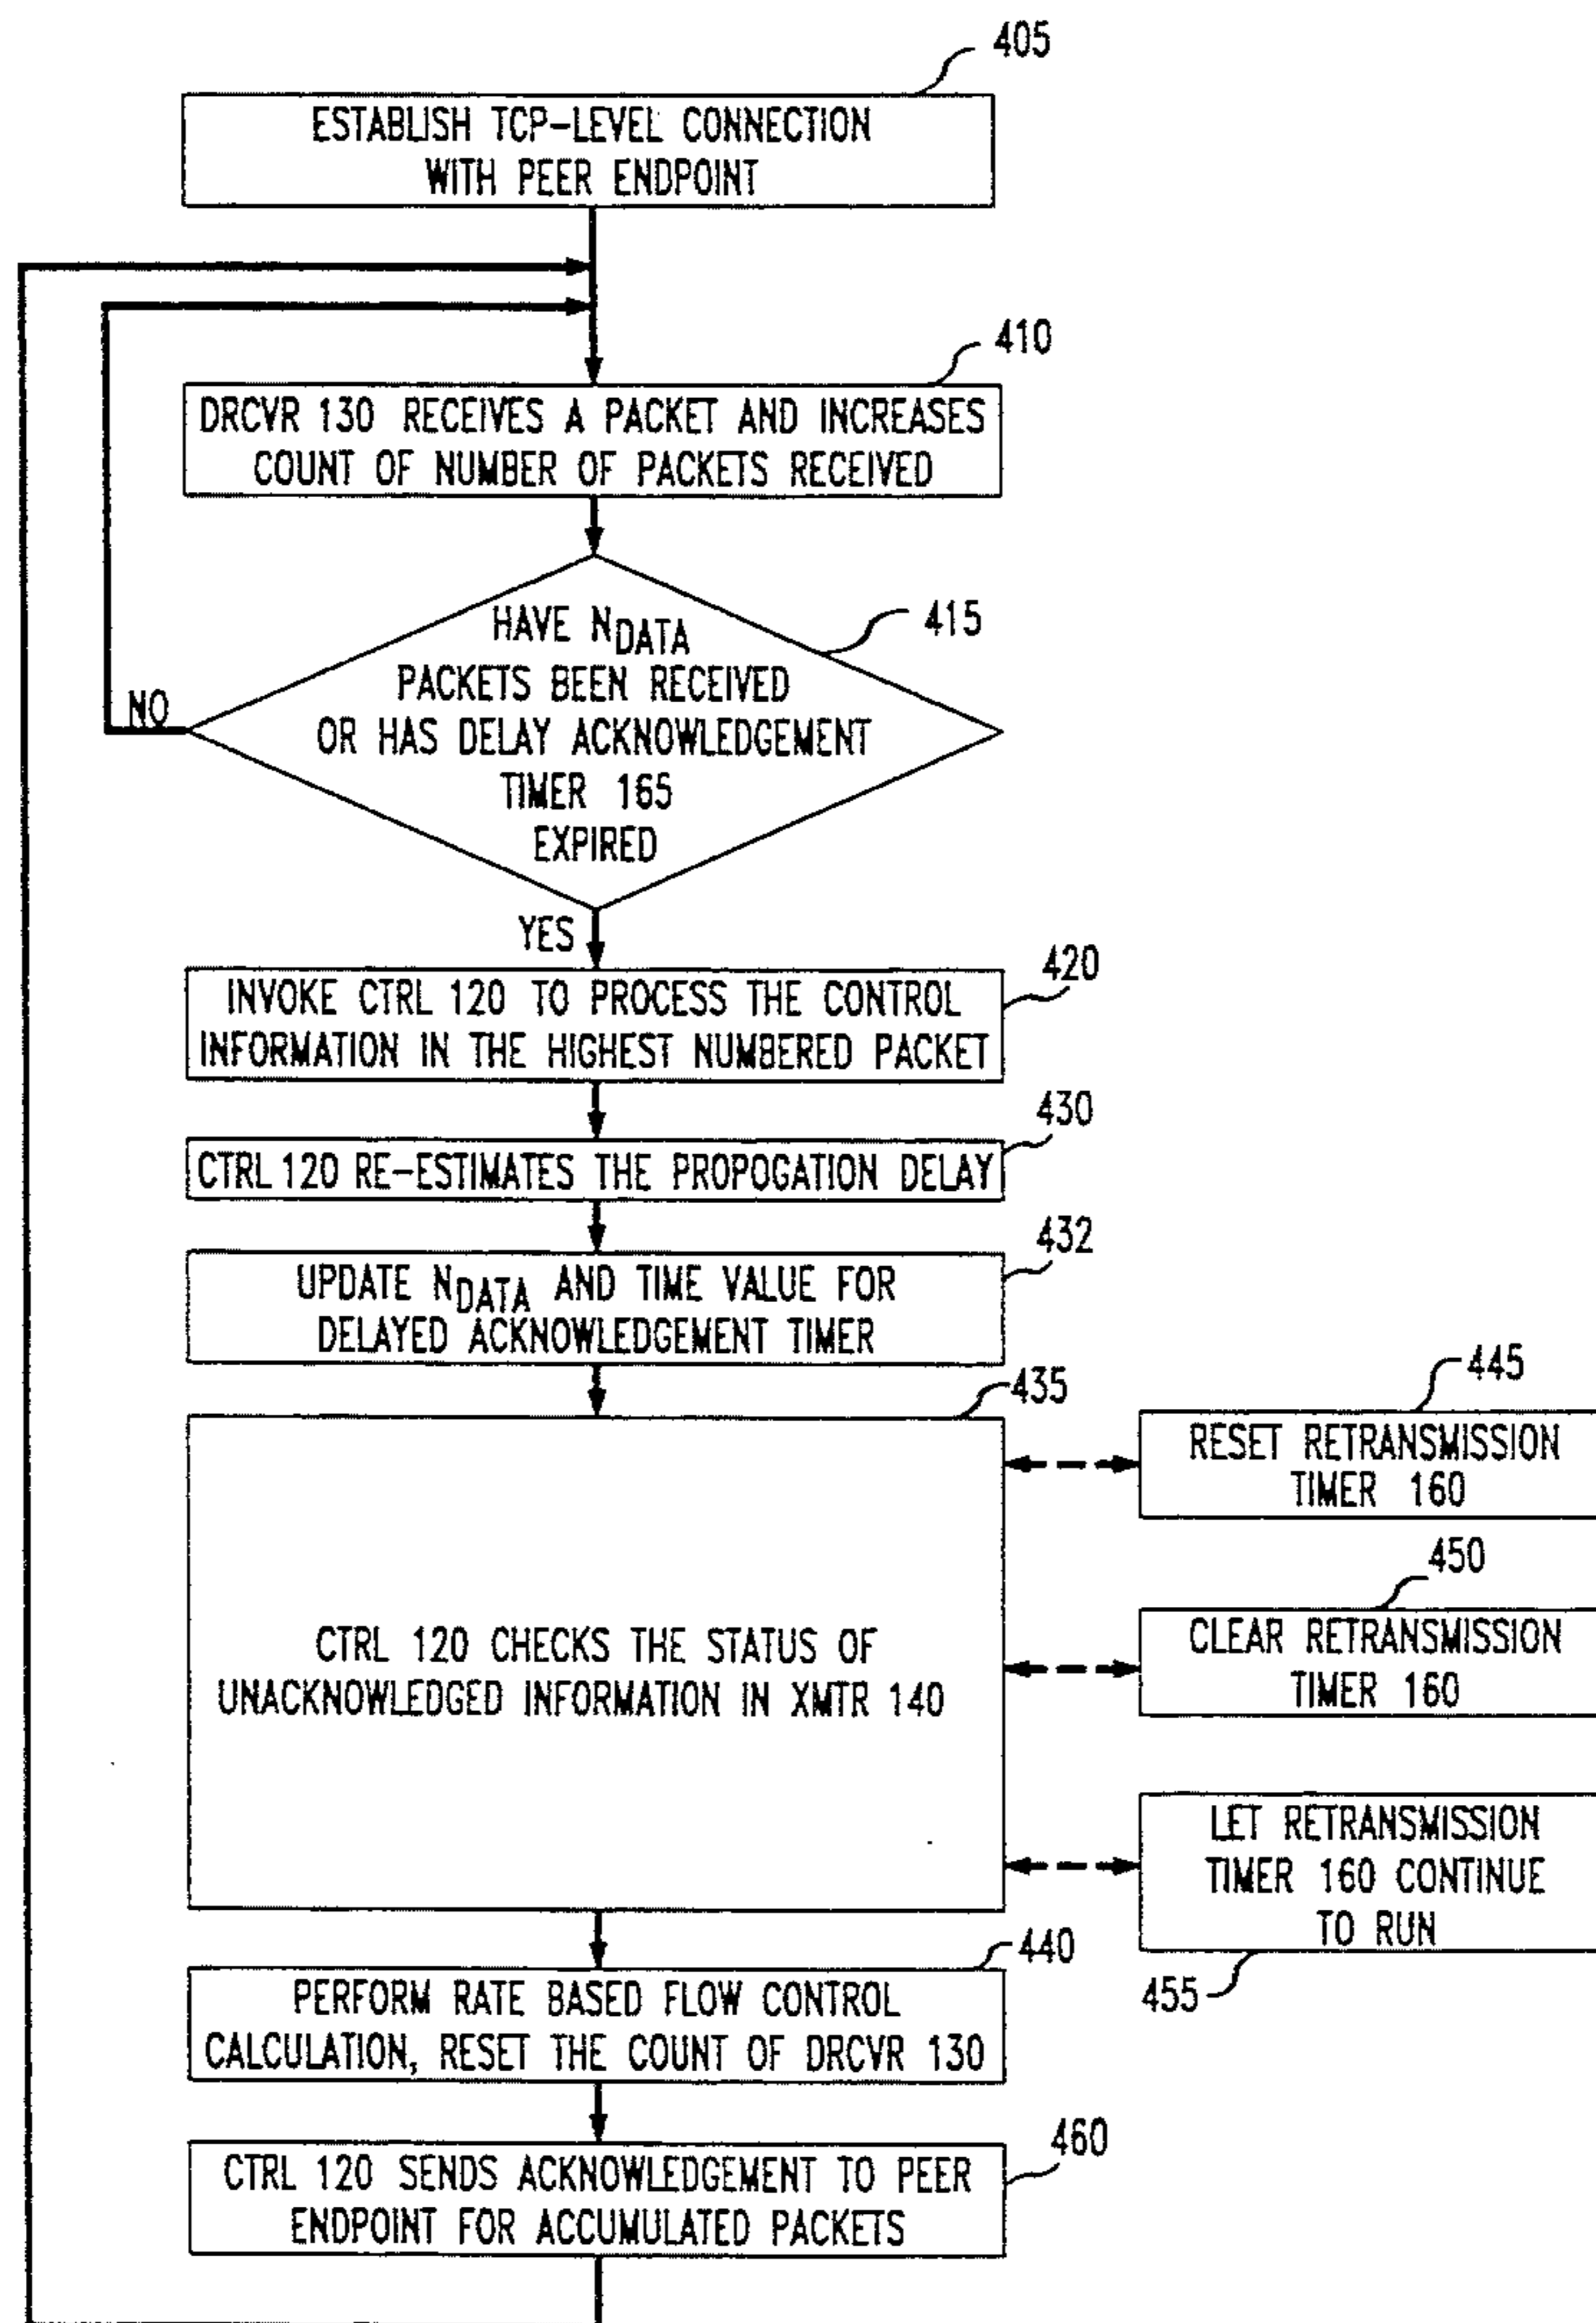 405
ESTABLISH TCP-LEVEL CONNECTION
WITH PEER ENDPOINT
410
DRCVR 130 RECEIVES A PACKET AND INCREASES
COUNT OF NUMBER OF PACKETS RECEIVED
415
HAVE NDATA
PACKETS BEEN RECEIVED
OR HAS DELAY ACKNOWLEDGEMENT
TIMER 165
EXPIRED
NO
YES
420
INVOKE CTRL 120 TO PROCESS THE CONTROL
INFORMATION IN THE HIGHEST NUMBERED PACKET
430
CTRL 120 RE-ESTIMATES THE PROPOGATION DELAY
432
UPDATE NDATA AND TIME VALUE FOR
DELAYED ACKNOWLEDGEMENT TIMER
435
CTRL 120 CHECKS THE STATUS OF
UNACKNOWLEDGED INFORMATION IN XMTR 140
445
RESET RETRANSMISSION
TIMER 160
450
CLEAR RETRANSMISSION
TIMER 160
LET RETRANSMISSION
TIMER 160 CONTINUE
TO RUN
455
440
PERFORM RATE BASED FLOW CONTROL
CALCULATION, RESET THE COUNT OF DRCVR 130
460
CTRL 120 SENDS ACKNOWLEDGEMENT TO PEER
ENDPOINT FOR ACCUMULATED PACKETS